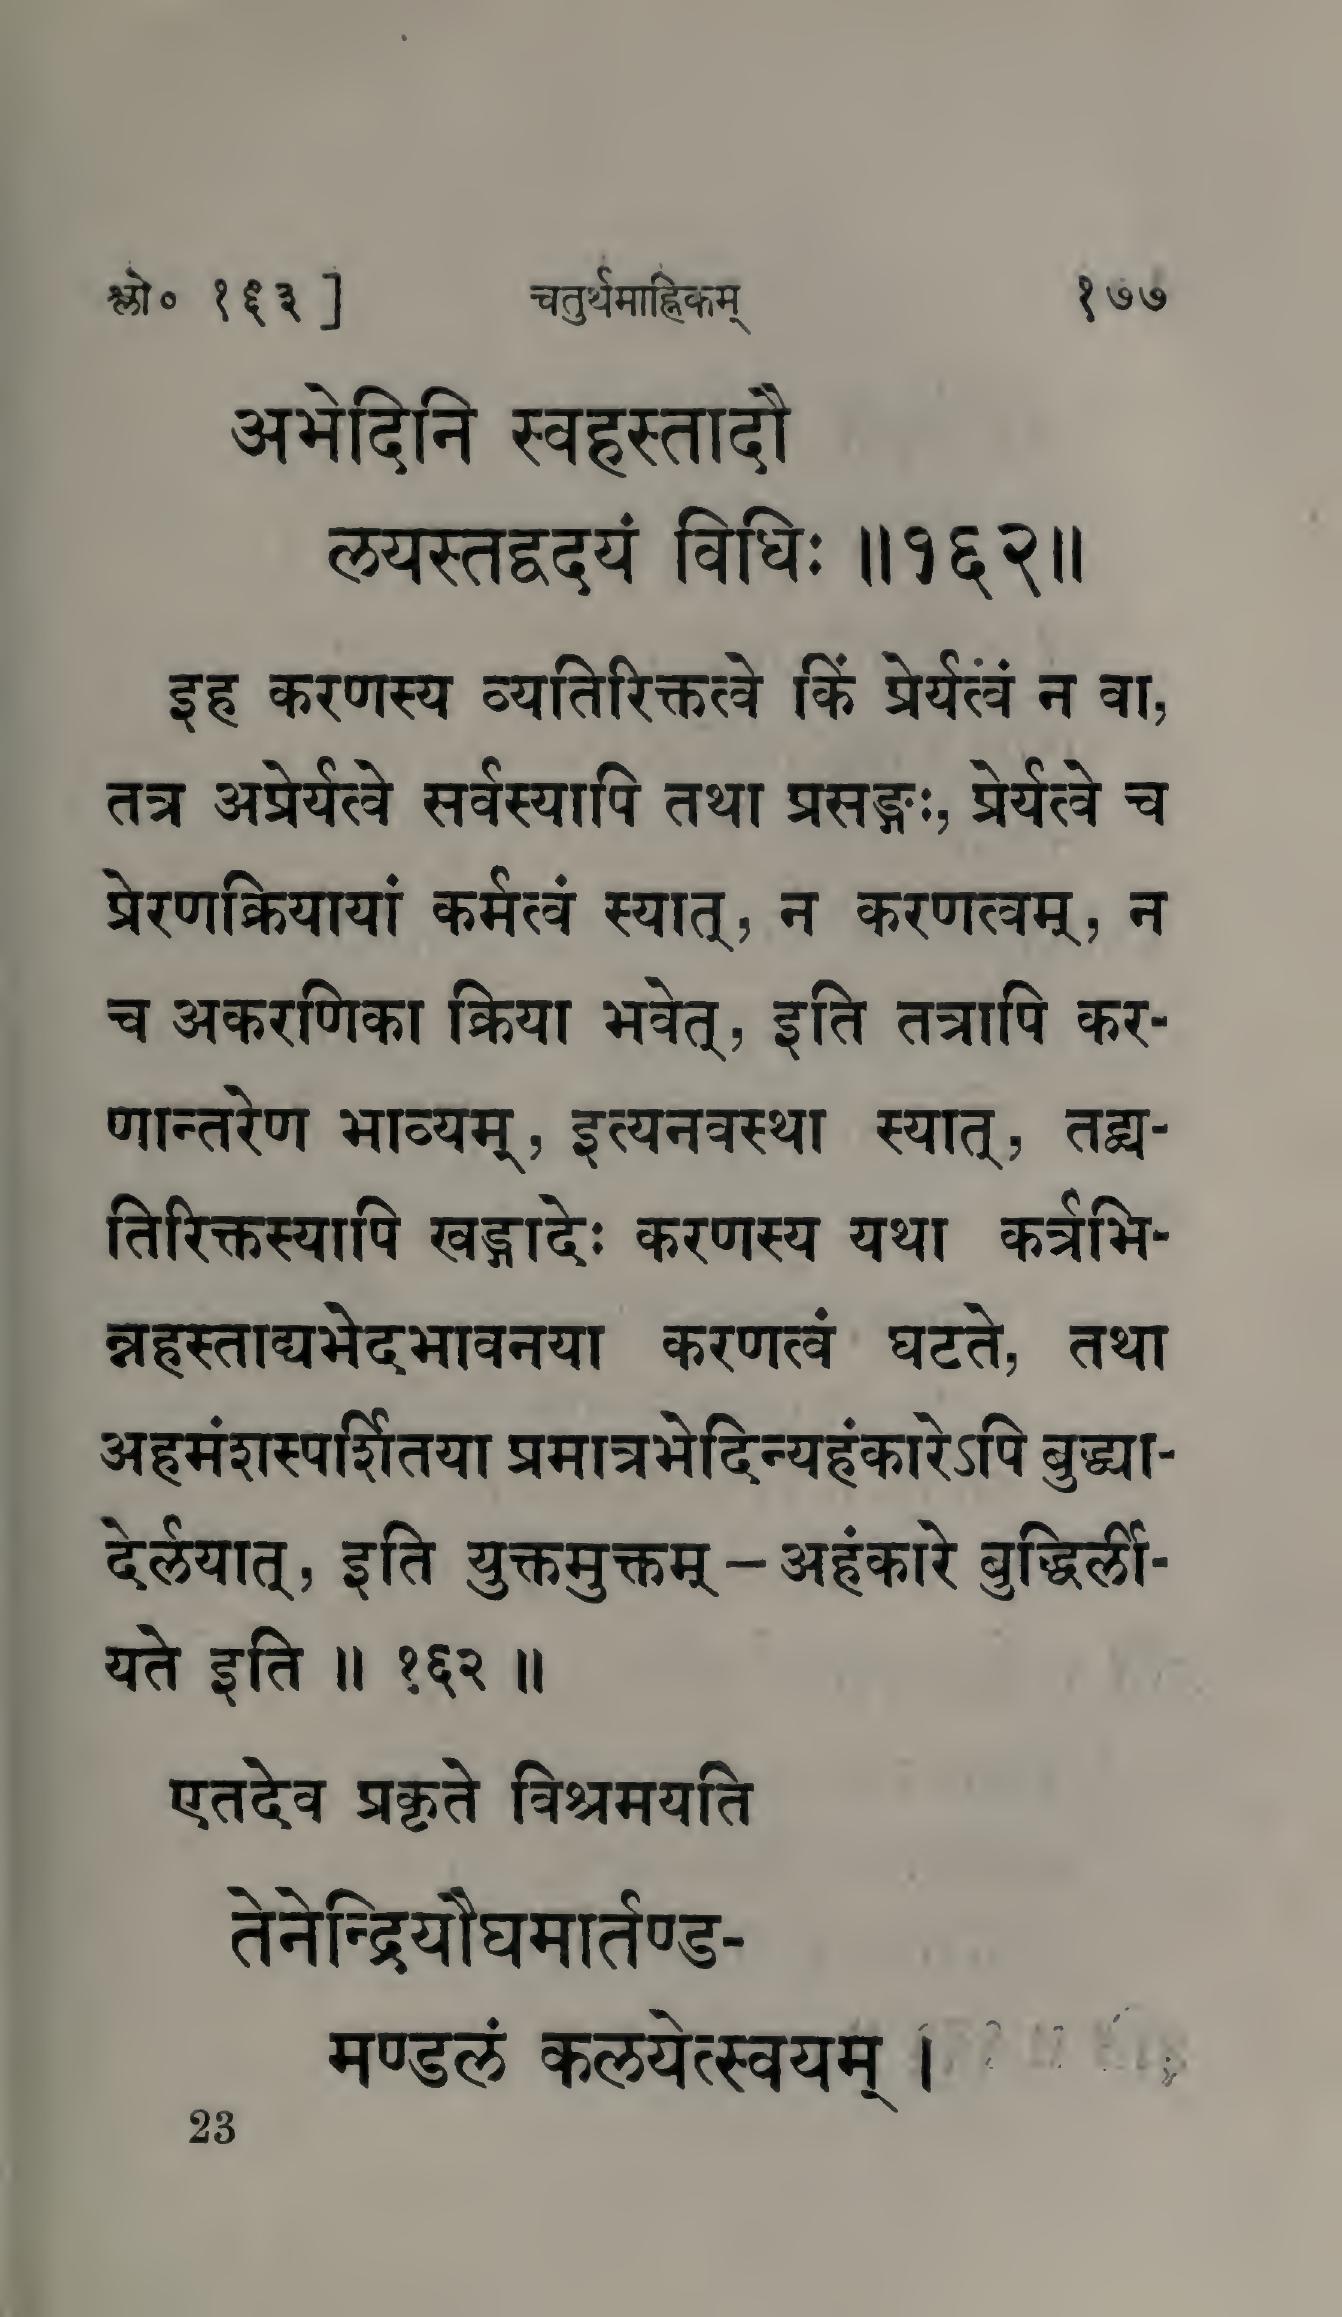 श्लो० १६३ ] चतुर्थमाह्निकम् १७७
अभेदिनि स्वहस्तादौ
लयस्तद्वदयं विधिः ॥१६२॥
इह करणस्य व्यतिरिक्तत्वे किं प्रेर्यत्वं न वा,
तत्र अप्रेर्यत्वे सर्वस्यापि तथा प्रसङ्गः, प्रेर्यत्वे च
प्रेरणक्रियायां कर्मत्वं स्यात्, न करणत्वम्, न
च अकरणिका क्रिया भवेत्, इति तत्रापि कर-
णान्तरेण भाव्यम्, इत्यनवस्था स्यात्, तद्व्य-
तिरिक्तस्यापि खड्गादेः करणस्य यथा कर्त्रभि-
न्नहस्ताद्यभेदभावनया करणत्वं घटते, तथा
अहमंशस्पर्शितया प्रमात्रभेदिन्यहंकारेऽपि बुद्ध्या-
देर्लयात्, इति युक्तमुक्तम् – अहंकारे बुद्धिर्ली-
यते इति ॥ १६२ ॥
एतदेव प्रकृते विश्रमयति
तेनेन्द्रियौघमार्तण्ड-
मण्डलं कलयेत्स्वयम् ।
23